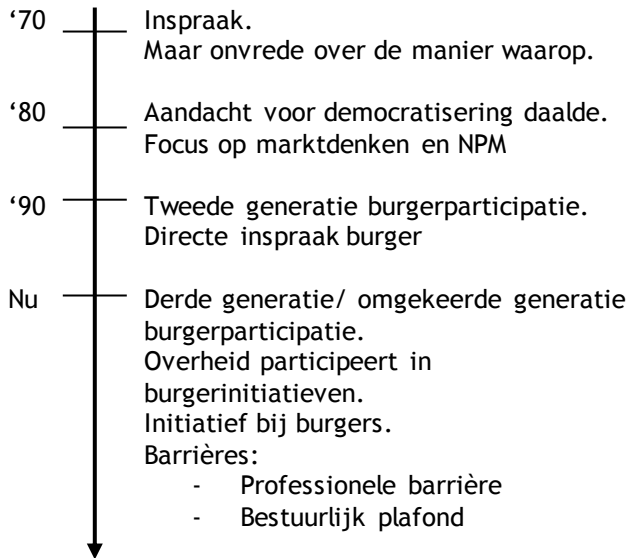 ‘70 Inspraak.
Maar onvrede over de manier waarop.
‘80 Aandacht voor democratisering daalde.
Focus op marktdenken en NPM
‘90 Tweede generatie burgerparticipatie.
Directe inspraak burger
Nu Derde generatie/ omgekeerde generatie
burgerparticipatie.
Overheid participeert in
burgerinitiatieven.
Initiatief bij burgers.
Barrières:
- Professionele barrière
- Bestuurlijk plafond